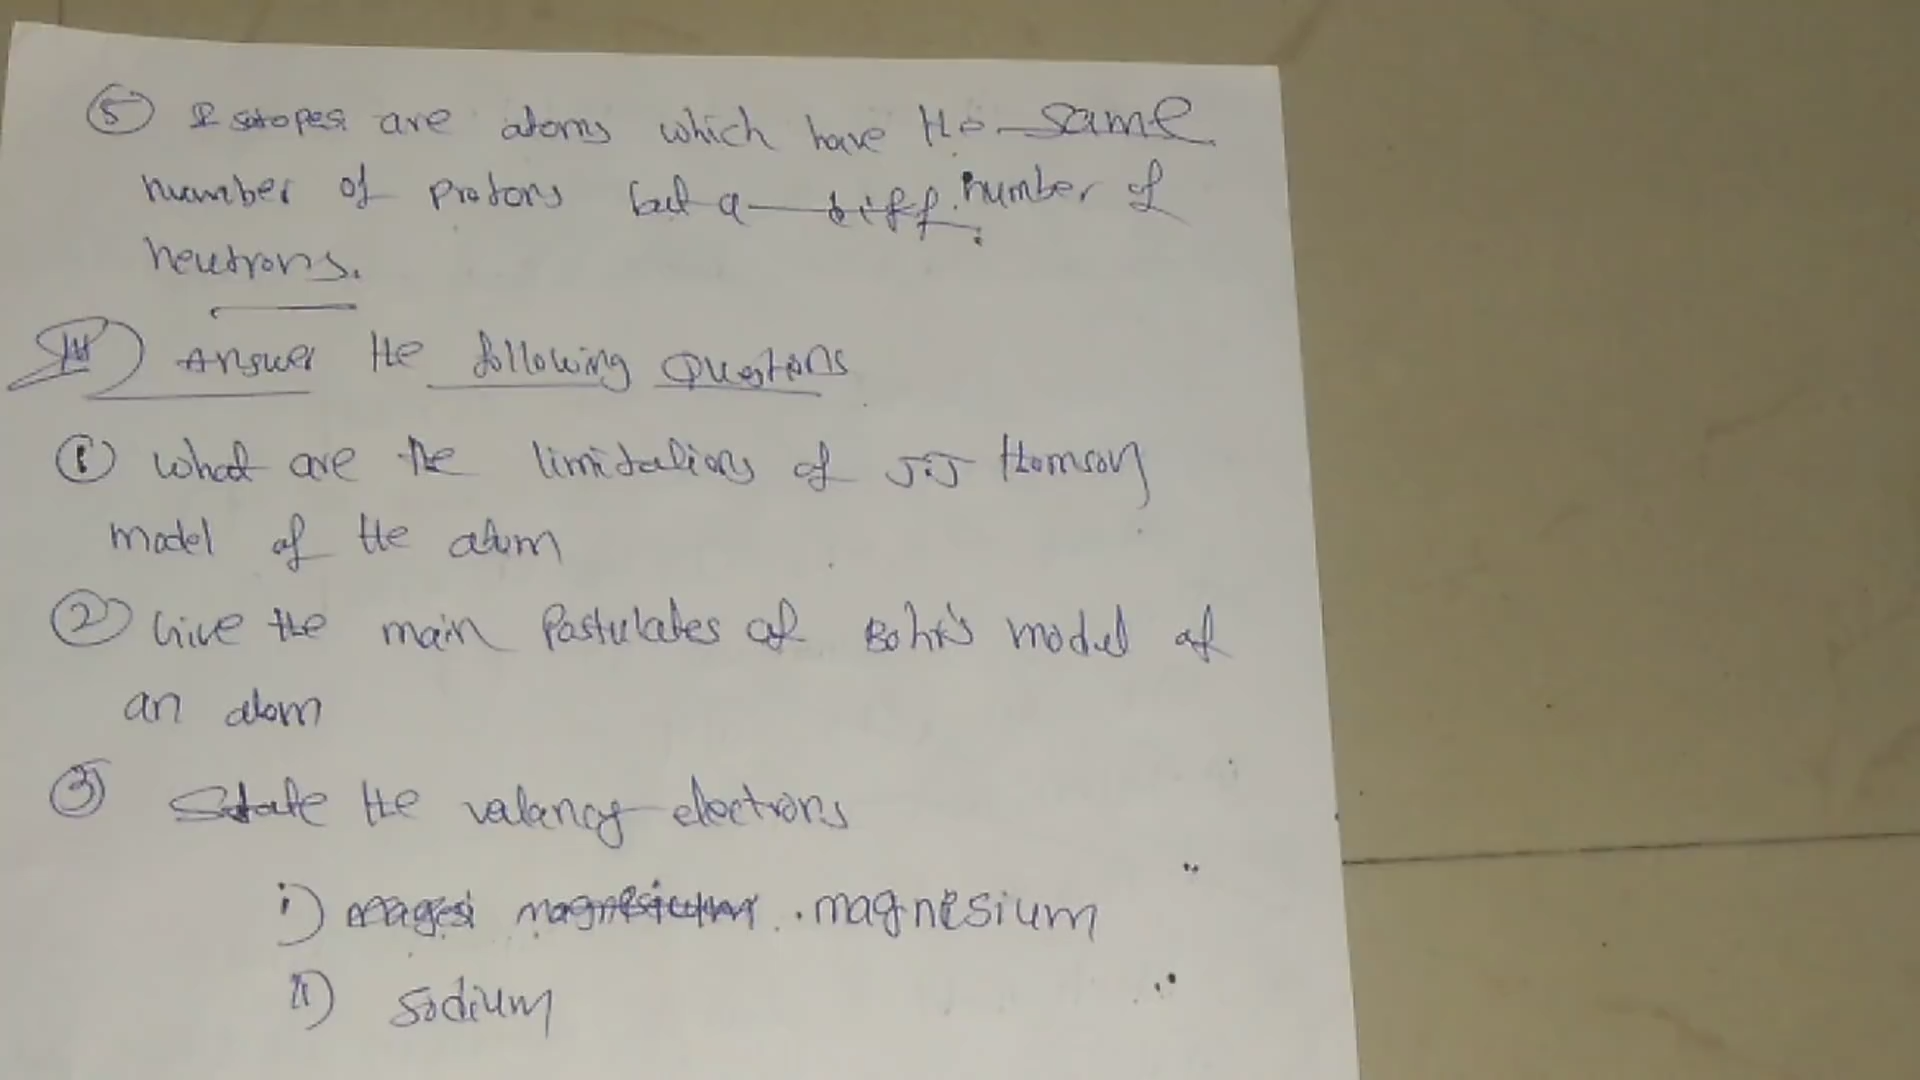 ⑤ Isotopes are atoms which have the same
number of protons but a diff. number of
neutrons.
Answer the following Questions
① What are the limitations of J.J Thomson
model of the atom
② Give the main Postulates of Bohr's model of
an atom
③ State the valancy electrons
i) magesi magnesium . magnesium
ii) sodium